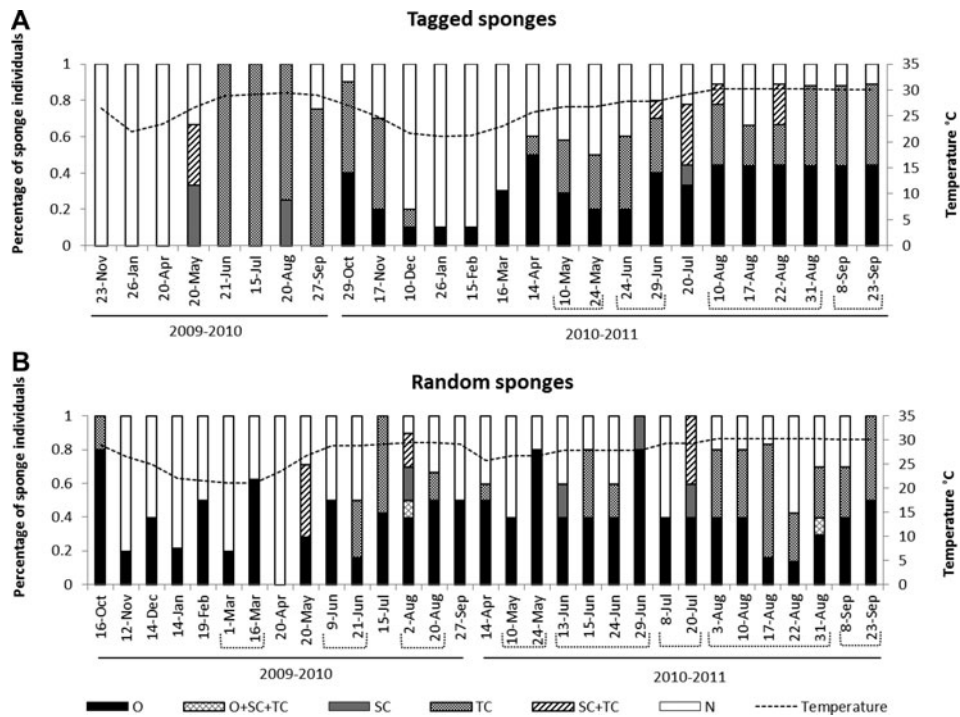 A
Tagged sponges
Percentage of sponge individuals
1
0.8
0.6
0.4
0.2
0
35
30
25
20
15
10
5
0
Temperature °C
23-Nov
26-Jan
20-Apr
20-May
21-Jun
15-Jul
20-Aug
27-Sep
29-Oct
17-Nov
10-Dec
26-Jan
15-Feb
16-Mar
14-Apr
10-May
24-May
24-Jun
29-Jun
20-Jul
10-Aug
17-Aug
22-Aug
31-Aug
8-Sep
23-Sep
2009-2010
2010-2011
B
Random sponges
Percentage of sponge individuals
1
0.8
0.6
0.4
0.2
0
35
30
25
20
15
10
5
0
Temperature °C
16-Oct
12-Nov
14-Dec
14-Jan
19-Feb
1-Mar
16-Mar
20-Apr
20-May
9-Jun
21-Jun
15-Jul
2-Aug
20-Aug
27-Sep
14-Apr
10-May
24-May
13-Jun
15-Jun
24-Jun
29-Jun
8-Jul
20-Jul
3-Aug
10-Aug
17-Aug
22-Aug
31-Aug
8-Sep
23-Sep
2009-2010
2010-2011
O O+SC+TC SC TC SC+TC N Temperature